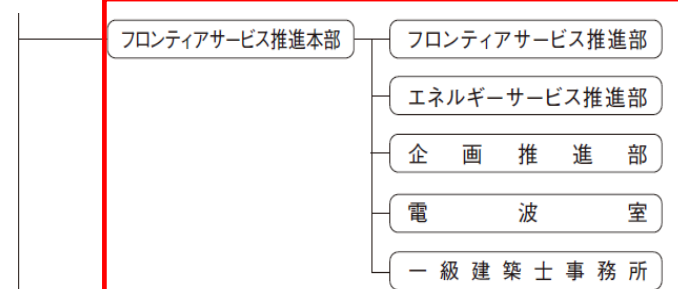 フロンティアサービス推進本部
フロンティアサービス推進部
エネルギーサービス推進部
企画推進部
電波室
一級建築士事務所